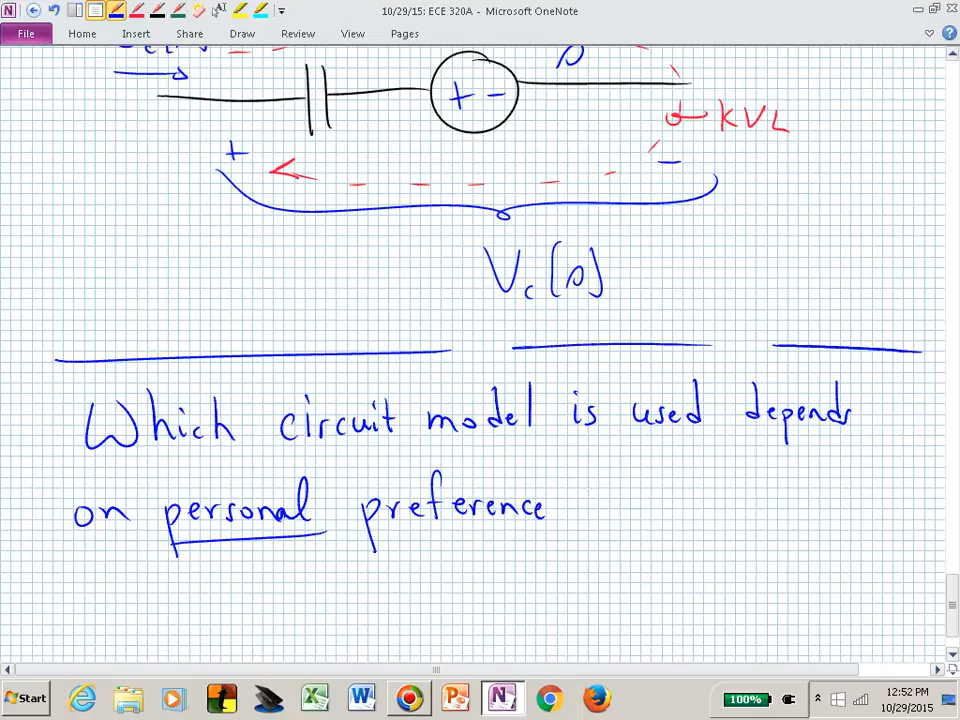 10/29/15: ECE 320A - Microsoft OneNote
File Home Insert Share Draw Review View Pages
+ -
KVL
+ -
Vc(s)
Which circuit model is used depends
on personal preference
Start
100%
12:52 PM
10/29/2015